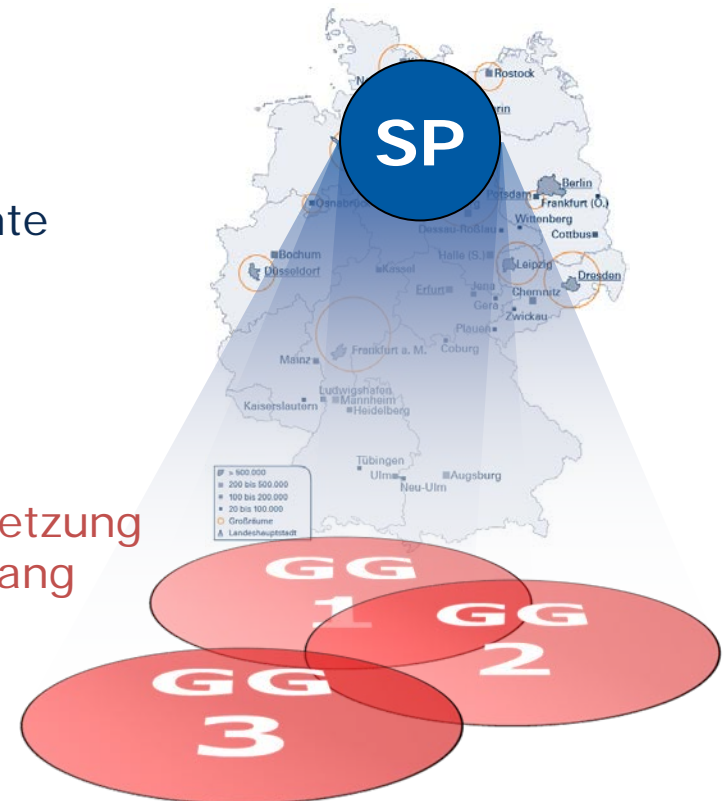 Rostock
SP
nte
Berlin
Potsdam
Frankfurt (O.)
Wittenberg
Dessau-Roßlau
Cottbus
Bochum
Halle (S.)
Leipzig
Düsseldorf
Kassel
Dresden
Erfurt
Jena
Gera
Chemnitz
Zwickau
Plauen
Frankfurt a. M.
Coburg
Mainz
Ludwigshafen
Mannheim
Kaiserslautern
Heidelberg
Tübingen
Ulm
Augsburg
Neu-Ulm
> 500.000
200 bis 500.000
100 bis 200.000
20 bis 100.000
Großräume
Landeshauptstadt
etzung
ang
GG
1
GG
2
GG
3